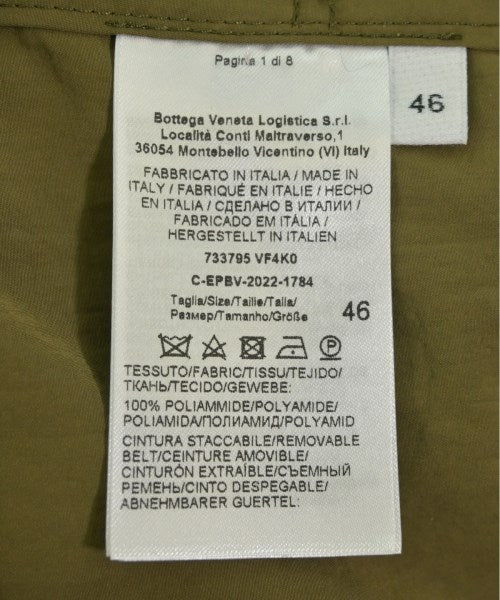 Pagina 1 di 8
46
Bottega Veneta Logistica S.r.l.
Località Conti Maltraverso,1
36054 Montebello Vicentino (VI) Italy
FABBRICATO IN ITALIA / MADE IN
ITALY / FABRIQUÉ EN ITALIE / HECHO
EN ITALIA / СДЕЛАНО В ИТАЛИИ /
FABRICADO EM ITÁLIA /
HERGESTELLT IN ITALIEN
733795 VF4K0
C-EPBV-2022-1784
Taglia/Size/Taille/Talla/
Размер/Tamanho/Größe 46
TESSUTO/FABRIC/TISSU/TEJIDO/
ТКАНЬ/TECIDO/GEWEBE:
100% POLIAMMIDE/POLYAMIDE/
POLIAMIDA/ПОЛИАМИД/POLYAMID
CINTURA STACCABILE/REMOVABLE
BELT/CEINTURE AMOVIBLE/
CINTURÓN EXTRAÍBLE/СЪЕМНЫЙ
РЕМЕНЬ/CINTO DESPEGABLE/
ABNEHMBARER GUERTEL: